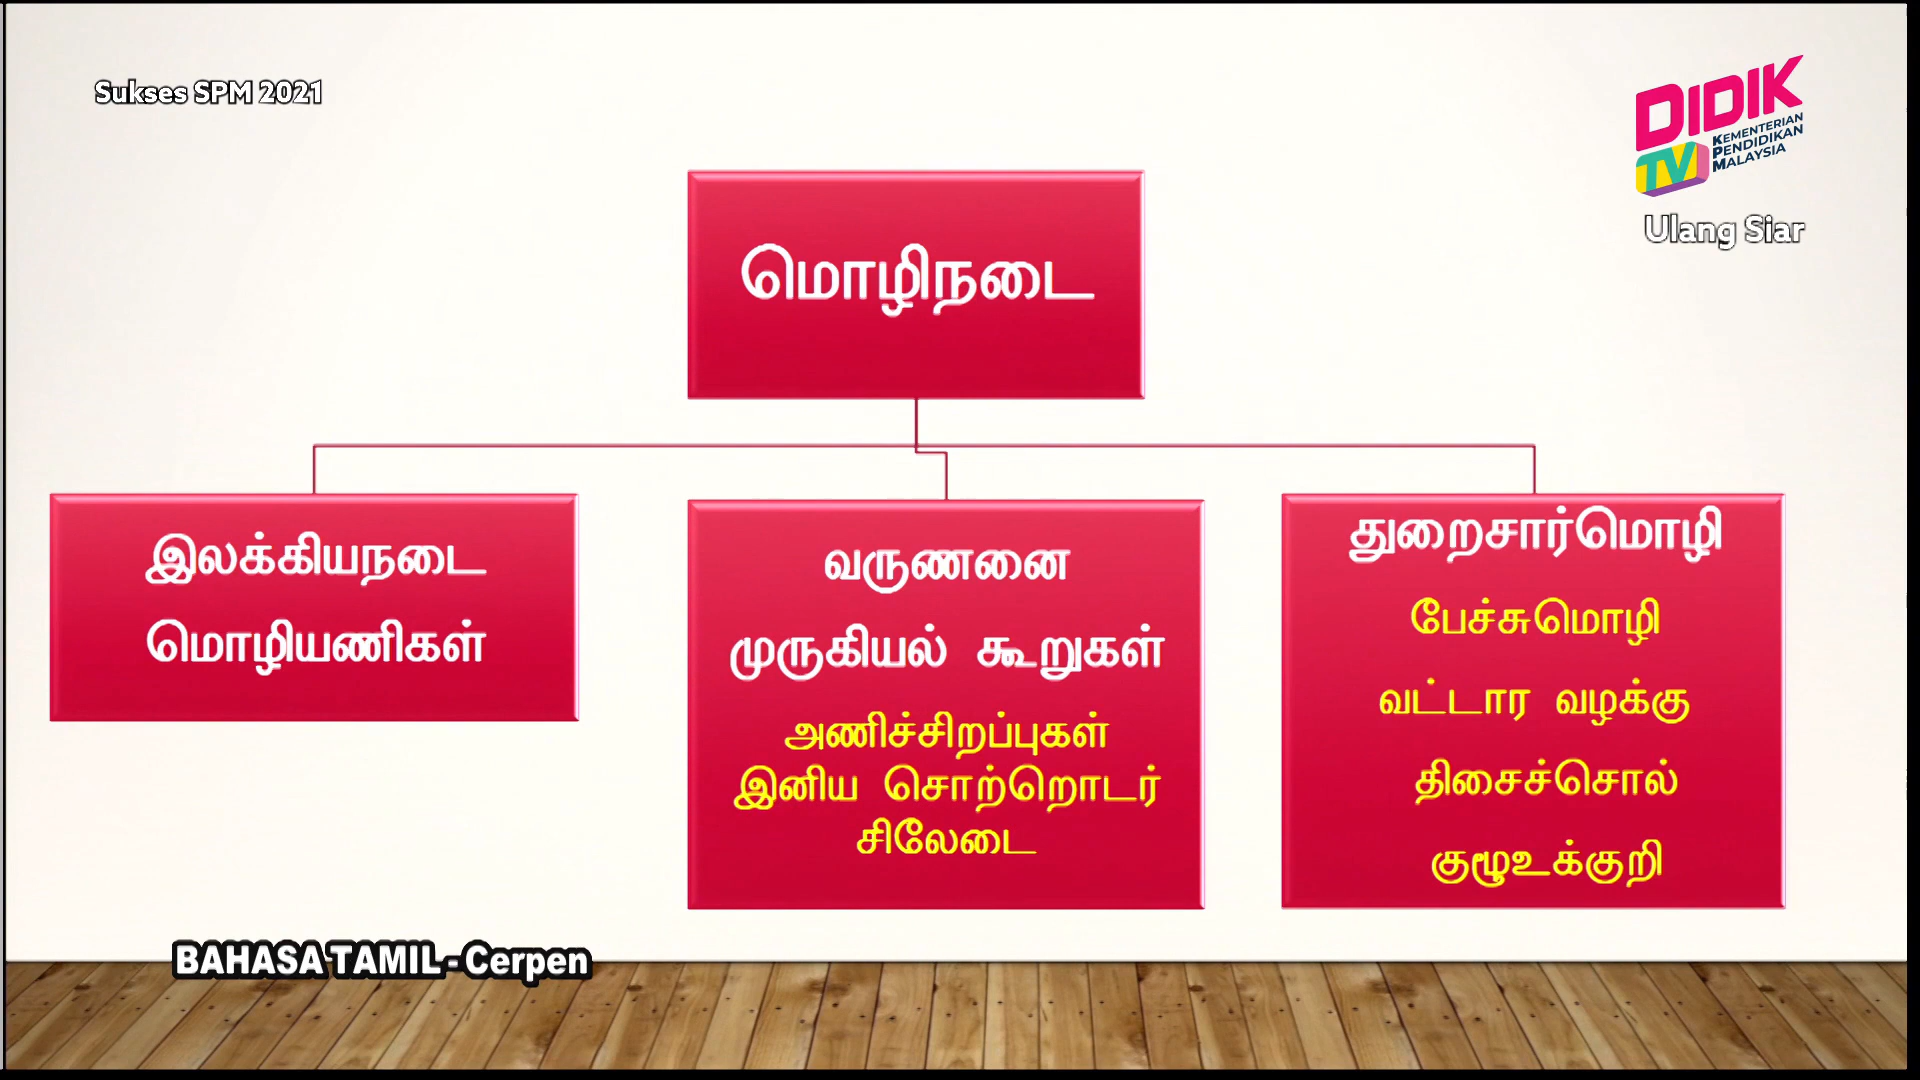 Sukses SPM 2021
DIDIK
TV
KEMENTERIAN
PENDIDIKAN
MALAYSIA
Ulang Siar
மொழிநடை
இலக்கியநடை
மொழியணிகள்
வருணனை
முருகியல் கூறுகள்
அணிச்சிறப்புகள்
இனிய சொற்றொடர்
சிலேடை
துறைசார்மொழி
பேச்சுமொழி
வட்டார வழக்கு
திசைச்சொல்
குழூஉக்குறி
BAHASA TAMIL - Cerpen